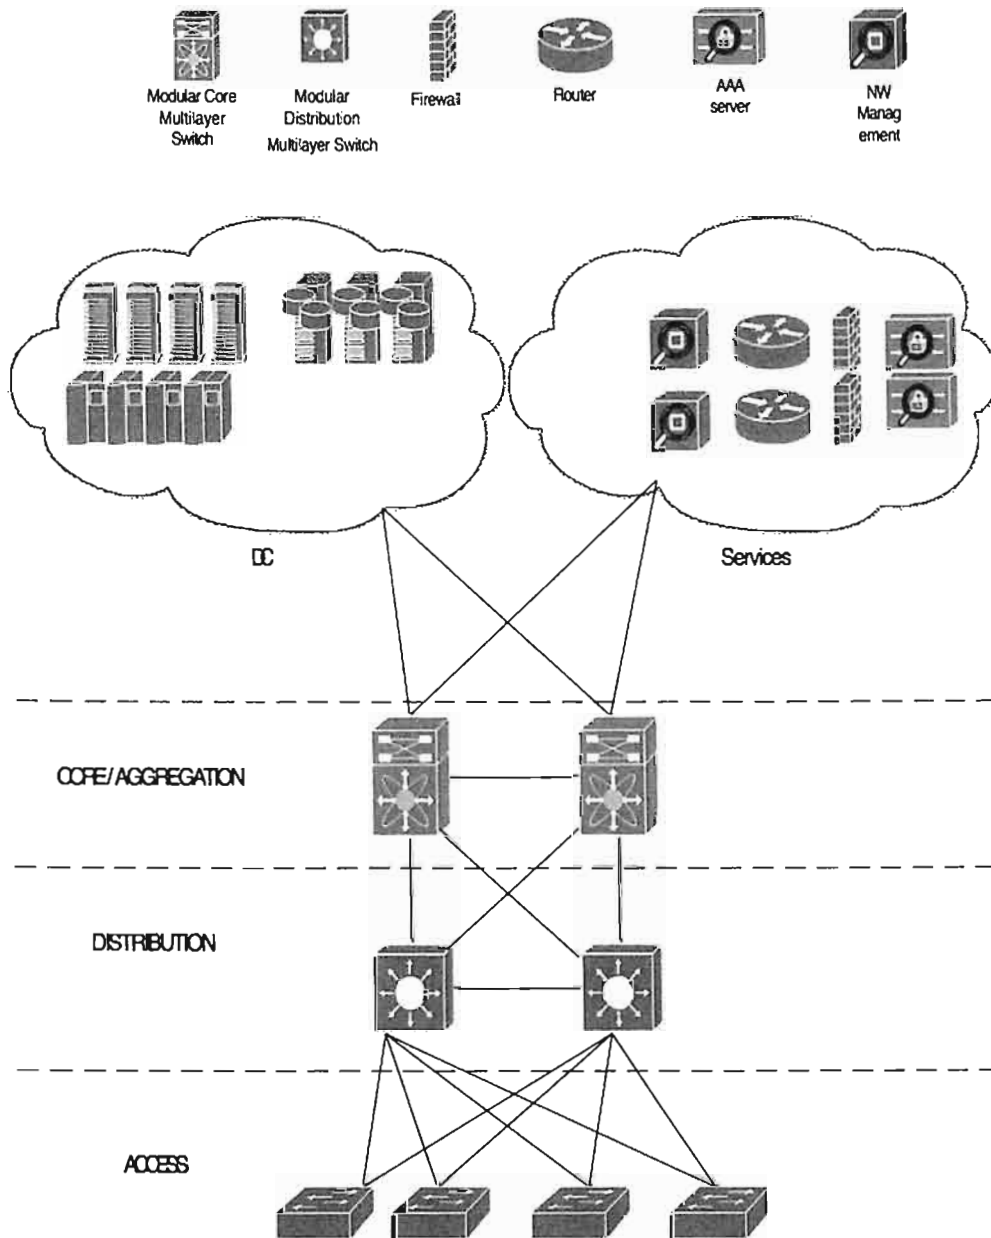 Modular Core
Multilayer
Switch
Modular
Distribution
Multilayer Switch
Firewall
Router
AAA
server
NW
Manag
ement
DC
Services
CORE/AGGREGATION
DISTRIBUTION
ACCESS